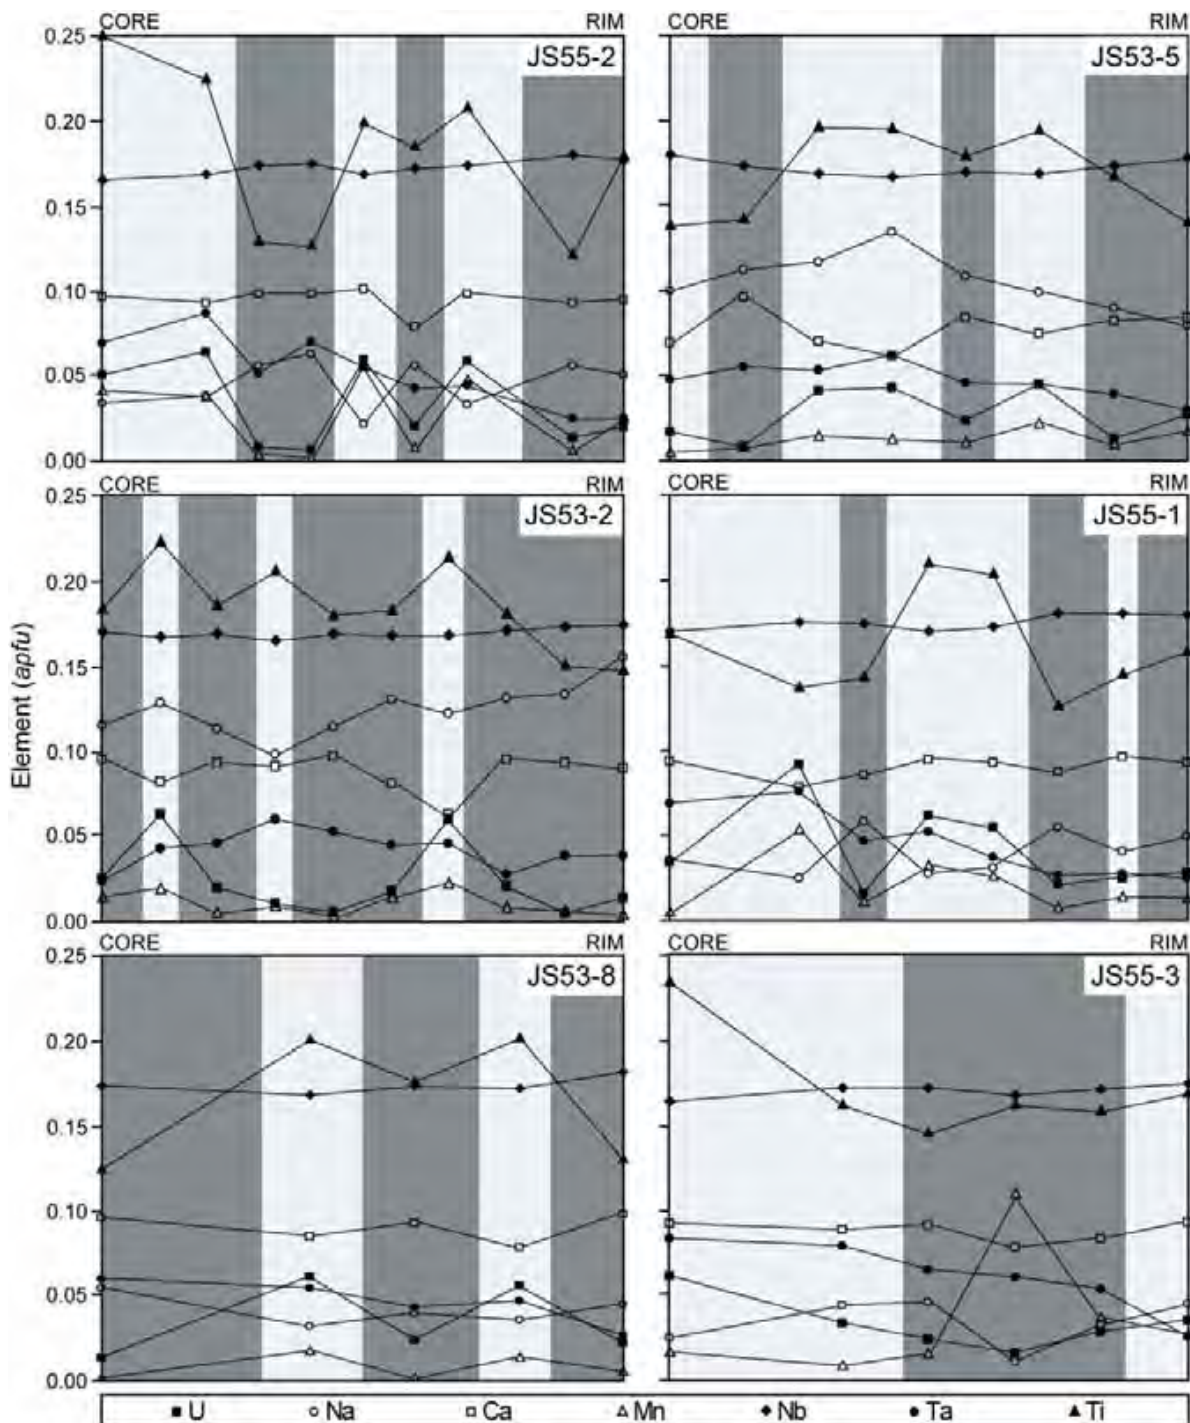 CORE RIM CORE RIM
0.25 JS55-2 JS53-5
0.20
0.15
0.10
0.05
0.00
CORE RIM CORE RIM
0.25 JS53-2 JS55-1
0.20
0.15
0.10
0.05
0.00
Element (apfu)
CORE RIM CORE RIM
0.25 JS53-8 JS55-3
0.20
0.15
0.10
0.05
0.00
U Na Ca Mn Nb Ta Ti